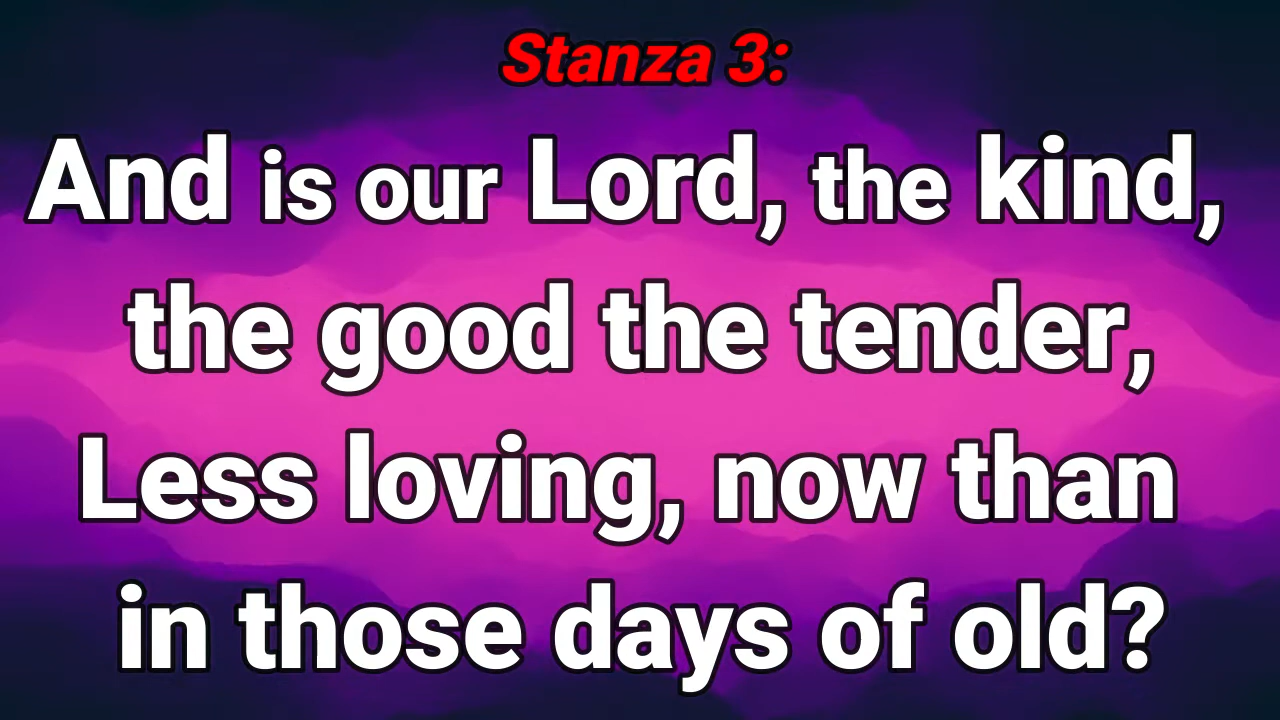 Stanza 3:
And is our Lord, the kind,
the good the tender,
Less loving, now than
in those days of old?